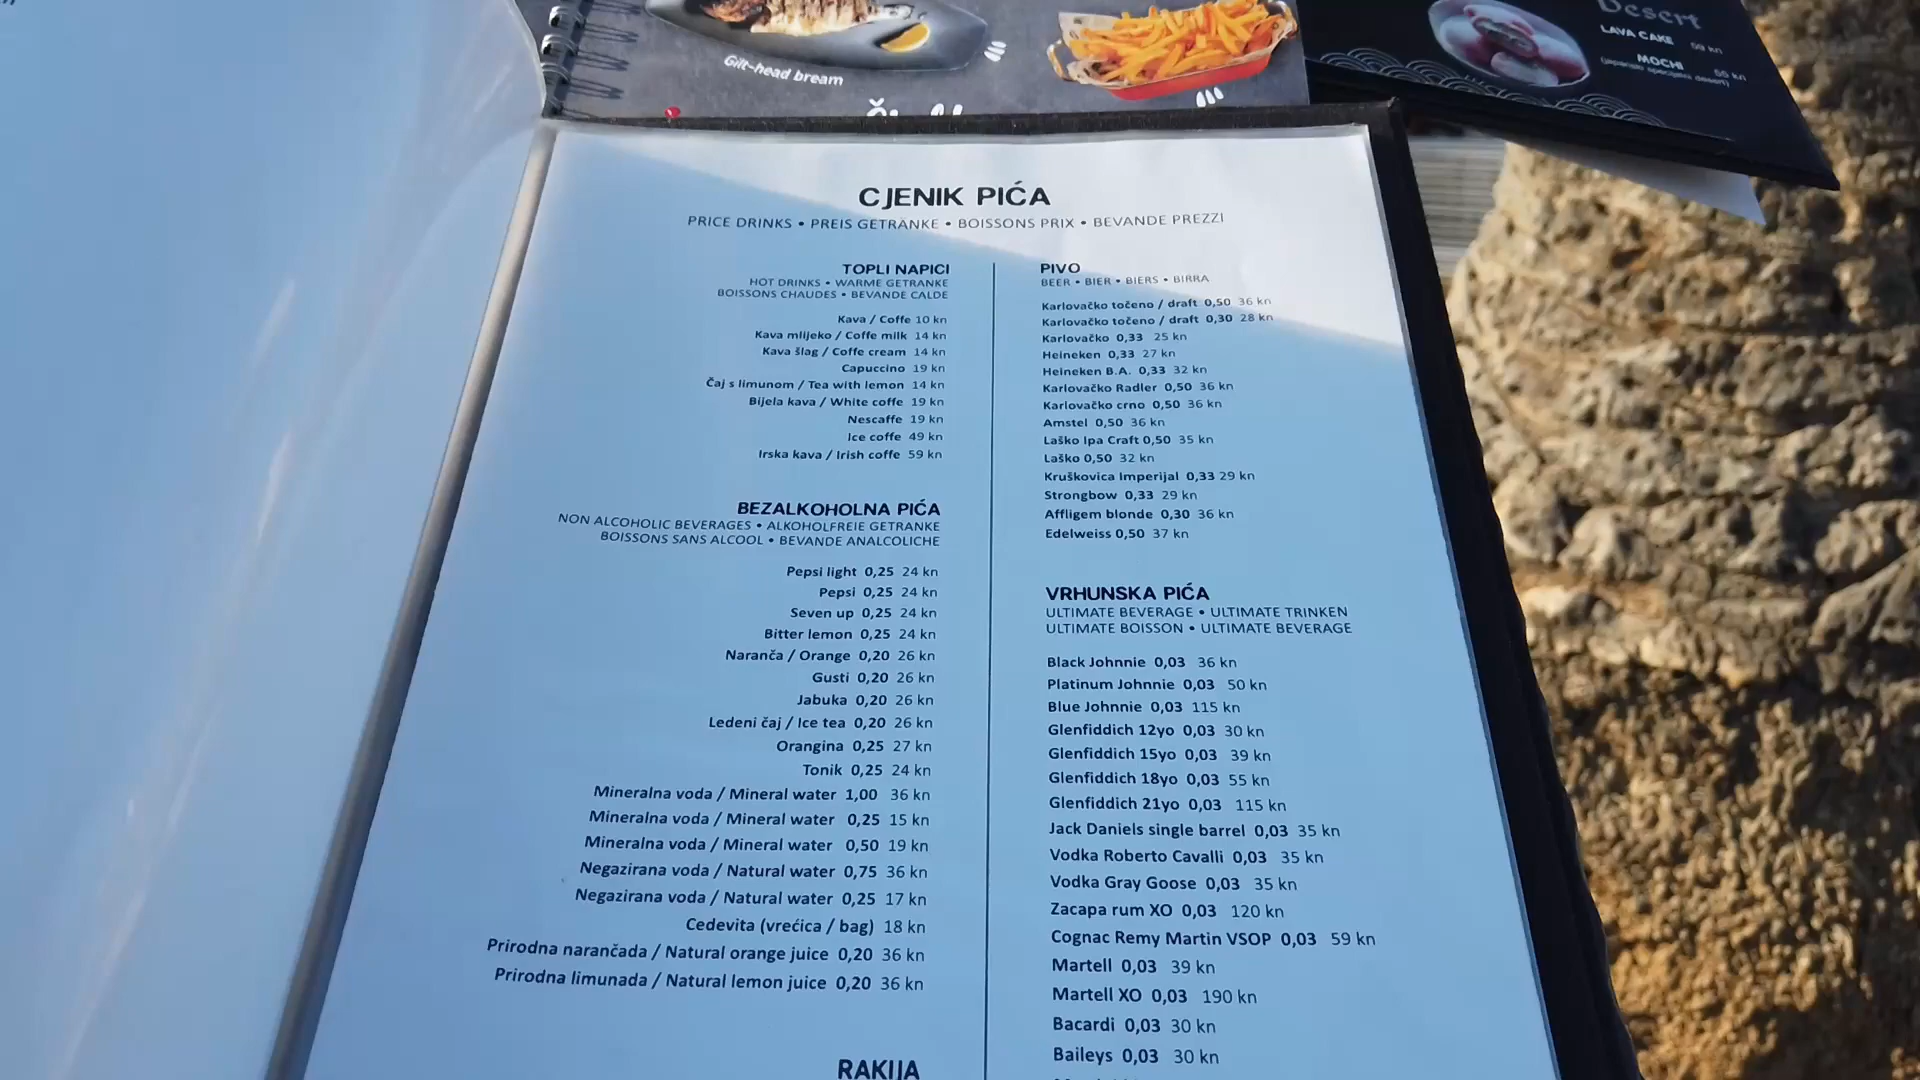 Gilt-head bream
Desert
LAVA CAKE 59 kn
MOCHI 55 kn
(japanski specijalni desert)
CJENIK PIĆA
PRICE DRINKS • PREIS GETRÄNKE • BOISSONS PRIX • BEVANDE PREZZI
TOPLI NAPICI
HOT DRINKS • WARME GETRANKE
BOISSONS CHAUDES • BEVANDE CALDE
Kava / Coffe 10 kn
Kava mlijeko / Coffe milk 14 kn
Kava šlag / Coffe cream 14 kn
Capuccino 19 kn
Čaj s limunom / Tea with lemon 14 kn
Bijela kava / White coffe 19 kn
Nescaffe 19 kn
Ice coffe 49 kn
Irska kava / Irish coffe 59 kn
BEZALKOHOLNA PIĆA
NON ALCOHOLIC BEVERAGES • ALKOHOLFREIE GETRANKE
BOISSONS SANS ALCOOL • BEVANDE ANALCOLICHE
Pepsi light 0,25 24 kn
Pepsi 0,25 24 kn
Seven up 0,25 24 kn
Bitter lemon 0,25 24 kn
Naranča / Orange 0,20 26 kn
Gusti 0,20 26 kn
Jabuka 0,20 26 kn
Ledeni čaj / Ice tea 0,20 26 kn
Orangina 0,25 27 kn
Tonik 0,25 24 kn
Mineralna voda / Mineral water 1,00 36 kn
Mineralna voda / Mineral water 0,25 15 kn
Mineralna voda / Mineral water 0,50 19 kn
Negazirana voda / Natural water 0,75 36 kn
Negazirana voda / Natural water 0,25 17 kn
Cedevita (vrećica / bag) 18 kn
Prirodna narančada / Natural orange juice 0,20 36 kn
Prirodna limunada / Natural lemon juice 0,20 36 kn
RAKIJA
PIVO
BEER • BIER • BIERS • BIRRA
Karlovačko točeno / draft 0,50 36 kn
Karlovačko točeno / draft 0,30 28 kn
Karlovačko 0,33 25 kn
Heineken 0,33 27 kn
Heineken B.A. 0,33 32 kn
Karlovačko Radler 0,50 36 kn
Karlovačko crno 0,50 36 kn
Amstel 0,50 36 kn
Laško Ipa Craft 0,50 35 kn
Laško 0,50 32 kn
Kruškovica Imperijal 0,33 29 kn
Strongbow 0,33 29 kn
Affligem blonde 0,30 36 kn
Edelweiss 0,50 37 kn
VRHUNSKA PIĆA
ULTIMATE BEVERAGE • ULTIMATE TRINKEN
ULTIMATE BOISSON • ULTIMATE BEVERAGE
Black Johnnie 0,03 36 kn
Platinum Johnnie 0,03 50 kn
Blue Johnnie 0,03 115 kn
Glenfiddich 12yo 0,03 30 kn
Glenfiddich 15yo 0,03 39 kn
Glenfiddich 18yo 0,03 55 kn
Glenfiddich 21yo 0,03 115 kn
Jack Daniels single barrel 0,03 35 kn
Vodka Roberto Cavalli 0,03 35 kn
Vodka Gray Goose 0,03 35 kn
Zacapa rum XO 0,03 120 kn
Cognac Remy Martin VSOP 0,03 59 kn
Martell 0,03 39 kn
Martell XO 0,03 190 kn
Bacardi 0,03 30 kn
Baileys 0,03 30 kn